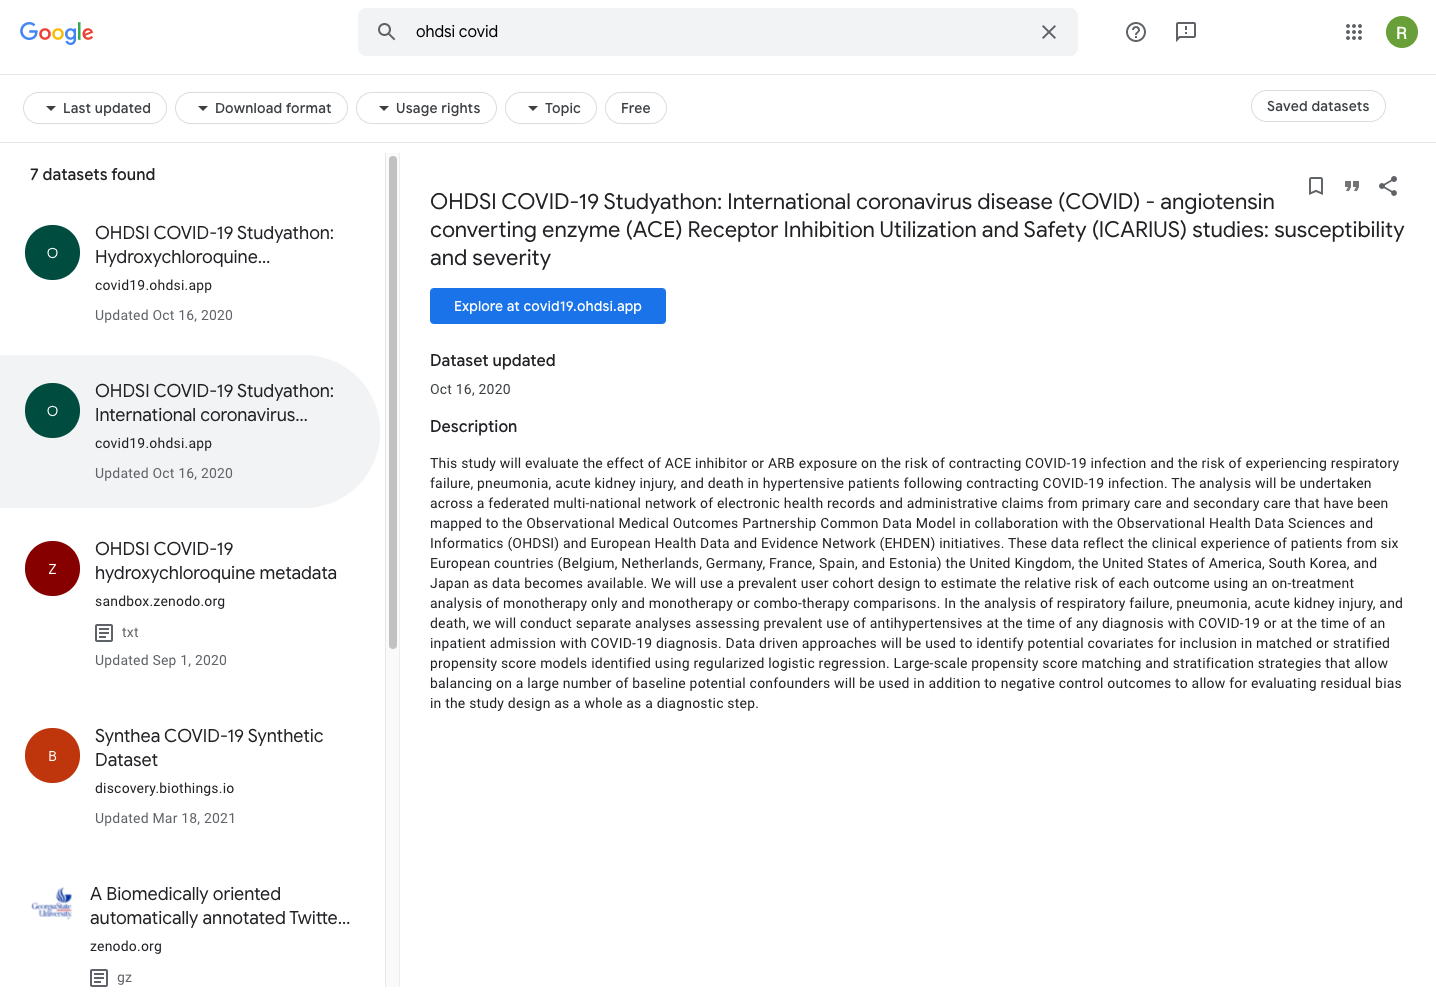 Google
ohdsi covid
R
Last updated
Download format
Usage rights
Topic
Free
Saved datasets
7 datasets found
O
OHDSI COVID-19 Studyathon:
Hydroxychloroquine...
covid19.ohdsi.app
Updated Oct 16, 2020
O
OHDSI COVID-19 Studyathon:
International coronavirus...
covid19.ohdsi.app
Updated Oct 16, 2020
Z
OHDSI COVID-19
hydroxychloroquine metadata
sandbox.zenodo.org
txt
Updated Sep 1, 2020
B
Synthea COVID-19 Synthetic
Dataset
discovery.biothings.io
Updated Mar 18, 2021
GeorgiaState
University
A Biomedically oriented
automatically annotated Twitte...
zenodo.org
gz
OHDSI COVID-19 Studyathon: International coronavirus disease (COVID) - angiotensin
converting enzyme (ACE) Receptor Inhibition Utilization and Safety (ICARIUS) studies: susceptibility
and severity
Explore at covid19.ohdsi.app
Dataset updated
Oct 16, 2020
Description
This study will evaluate the effect of ACE inhibitor or ARB exposure on the risk of contracting COVID-19 infection and the risk of experiencing respiratory
failure, pneumonia, acute kidney injury, and death in hypertensive patients following contracting COVID-19 infection. The analysis will be undertaken
across a federated multi-national network of electronic health records and administrative claims from primary care and secondary care that have been
mapped to the Observational Medical Outcomes Partnership Common Data Model in collaboration with the Observational Health Data Sciences and
Informatics (OHDSI) and European Health Data and Evidence Network (EHDEN) initiatives. These data reflect the clinical experience of patients from six
European countries (Belgium, Netherlands, Germany, France, Spain, and Estonia) the United Kingdom, the United States of America, South Korea, and
Japan as data becomes available. We will use a prevalent user cohort design to estimate the relative risk of each outcome using an on-treatment
analysis of monotherapy only and monotherapy or combo-therapy comparisons. In the analysis of respiratory failure, pneumonia, acute kidney injury, and
death, we will conduct separate analyses assessing prevalent use of antihypertensives at the time of any diagnosis with COVID-19 or at the time of an
inpatient admission with COVID-19 diagnosis. Data driven approaches will be used to identify potential covariates for inclusion in matched or stratified
propensity score models identified using regularized logistic regression. Large-scale propensity score matching and stratification strategies that allow
balancing on a large number of baseline potential confounders will be used in addition to negative control outcomes to allow for evaluating residual bias
in the study design as a whole as a diagnostic step.